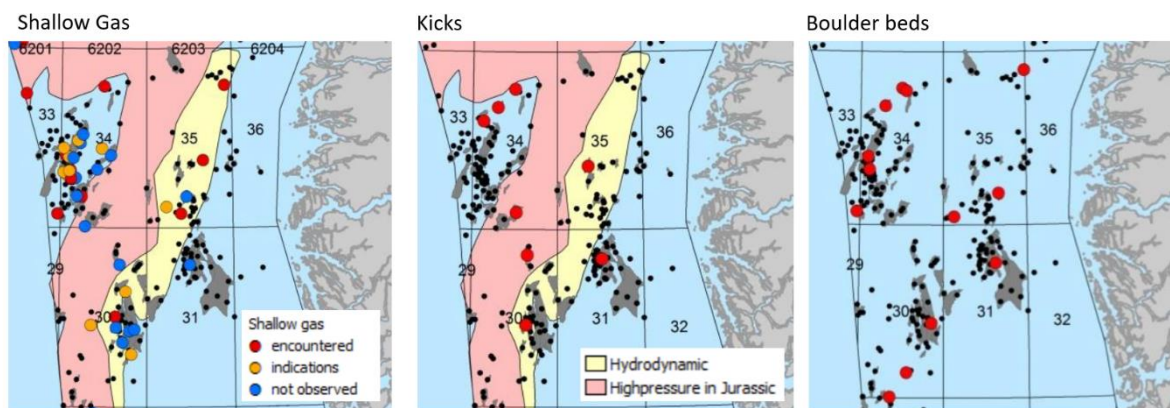 Shallow Gas
Kicks
Boulder beds
6201 6202 6203 6204
33
34
35
36
29
30
31
Shallow gas
encountered
indications
not observed
33
34
35
36
29
30
31
32
Hydrodynamic
Highpressure in Jurassic
33
34
35
36
29
30
31
32